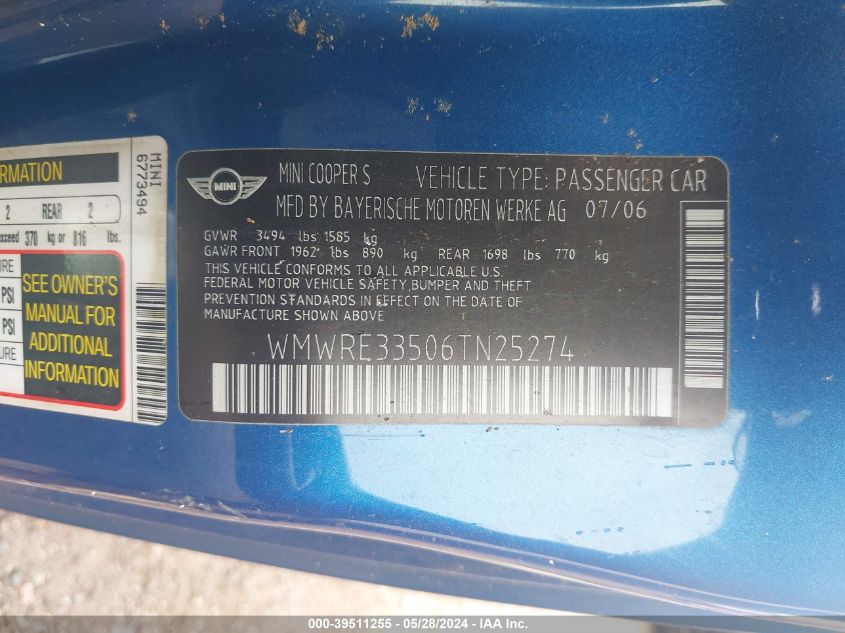 RMATION
2 REAR 2
exceed 370 kg or 816 lbs.
URE
PSI
PSI
URE
SEE OWNER'S
MANUAL FOR
ADDITIONAL
INFORMATION
MINI
6773494
MINI
MINI COOPER S VEHICLE TYPE: PASSENGER CAR
MFD BY BAYERISCHE MOTOREN WERKE AG 07/06
GVWR 3494 lbs 1585 kg
GAWR FRONT 1962 lbs 890 kg REAR 1698 lbs 770 kg
THIS VEHICLE CONFORMS TO ALL APPLICABLE U.S.
FEDERAL MOTOR VEHICLE SAFETY,BUMPER AND THEFT
PREVENTION STANDARDS IN EFFECT ON THE DATE OF
MANUFACTURE SHOWN ABOVE
WMWRE33506TN25274
000-39511255 - 05/28/2024 - IAA Inc.